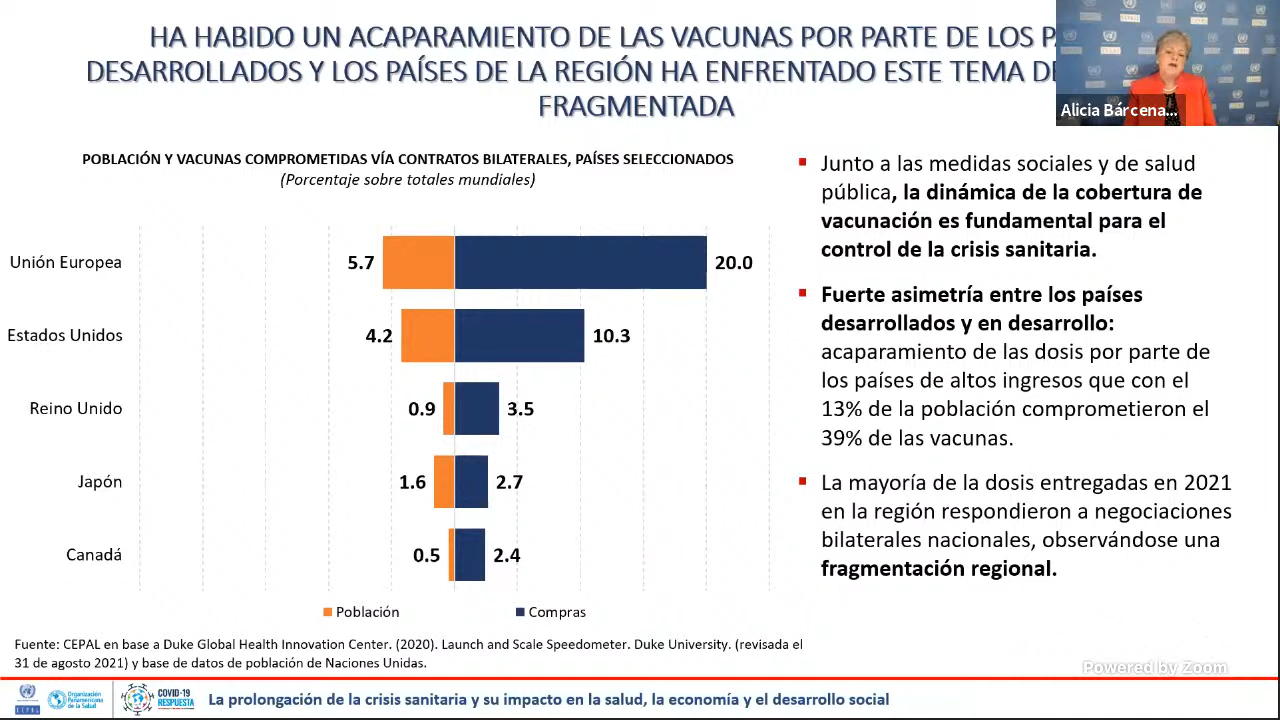 HA HABIDO UN ACAPARAMIENTO DE LAS VACUNAS POR PARTE DE LOS
DESARROLLADOS Y LOS PAÍSES DE LA REGIÓN HA ENFRENTADO ESTE TEMA
FRAGMENTADA
Alicia Bárcena...
POBLACIÓN Y VACUNAS COMPROMETIDAS VÍA CONTRATOS BILATERALES, PAÍSES SELECCIONADOS
(Porcentaje sobre totales mundiales)
Unión Europea 5.7 20.0
Estados Unidos 4.2 10.3
Reino Unido 0.9 3.5
Japón 1.6 2.7
Canadá 0.5 2.4
Población Compras
Junto a las medidas sociales y de salud
pública, la dinámica de la cobertura de
vacunación es fundamental para el
control de la crisis sanitaria.
Fuerte asimetría entre los países
desarrollados y en desarrollo:
acaparamiento de las dosis por parte de
los países de altos ingresos que con el
13% de la población comprometieron el
39% de las vacunas.
La mayoría de la dosis entregadas en 2021
en la región respondieron a negociaciones
bilaterales nacionales, observándose una
fragmentación regional.
Fuente: CEPAL en base a Duke Global Health Innovation Center. (2020). Launch and Scale Speedometer. Duke University. (revisada el
31 de agosto 2021) y base de datos de población de Naciones Unidas.
Powered by Zoom
CEPAL
Organización
Panamericana
de la Salud
COVID-19
RESPUESTA
La prolongación de la crisis sanitaria y su impacto en la salud, la economía y el desarrollo social